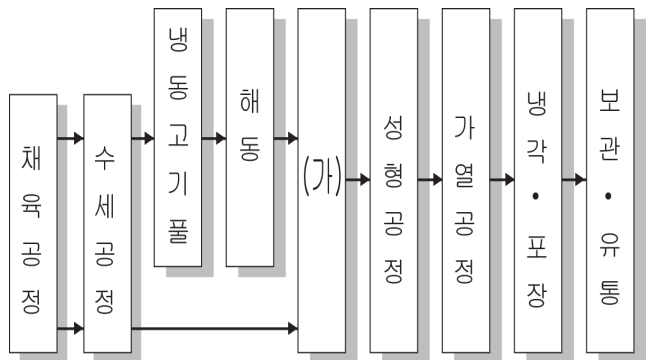 채육공정
수세공정
냉동고기풀
해동
(가)
성형공정
가열공정
냉각·포장
보관·유통